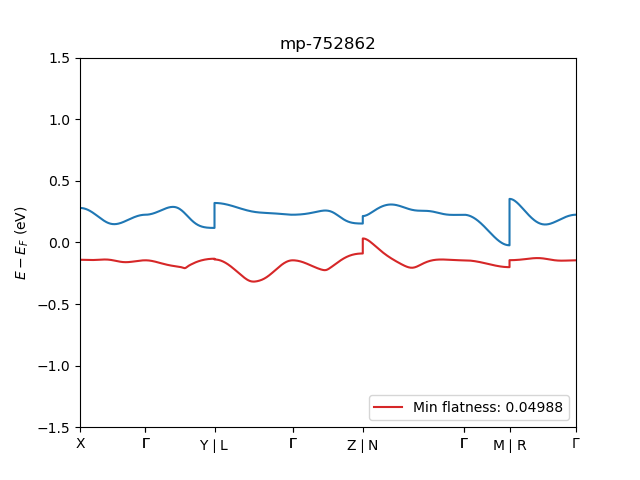 mp-752862
1.5
1.0
0.5
0.0
−0.5
−1.0
−1.5
E − E_F (eV)
Min flatness: 0.04988
X Γ Y | L Γ Z | N Γ M | R Γ